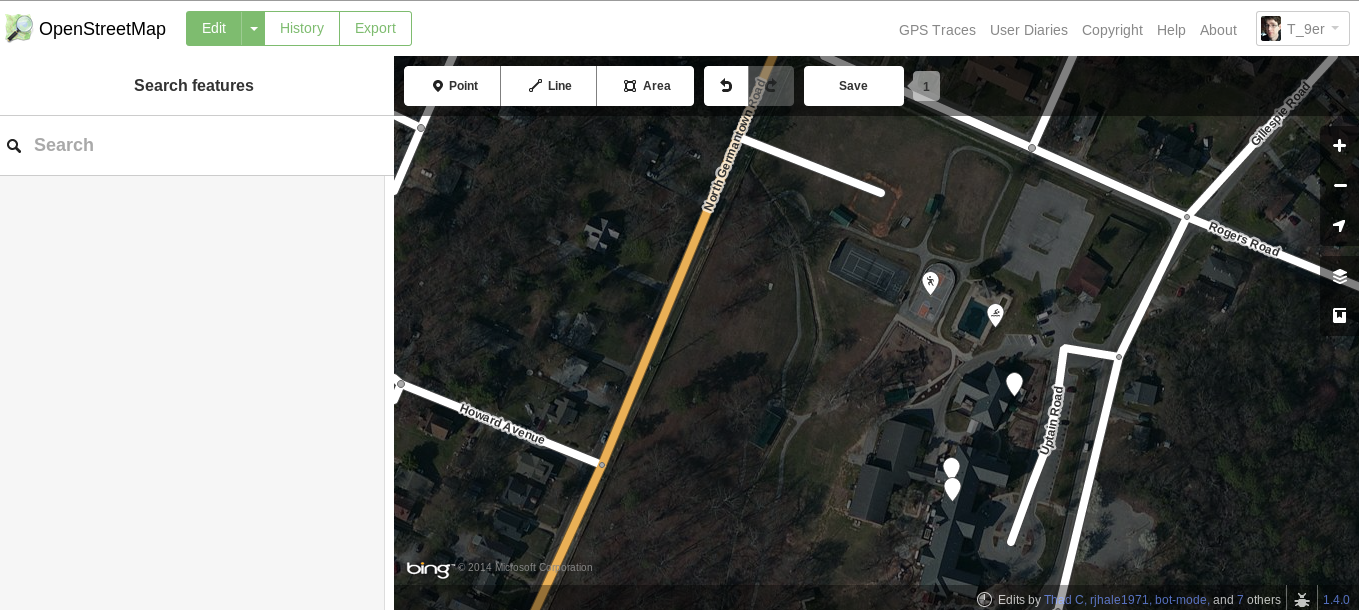 OpenStreetMap Edit History Export GPS Traces User Diaries Copyright Help About T_9er
Search features
Search
Point Line Area Save 1
North Germantown Road
Gillespie Road
Rogers Road
Howard Avenue
Uptain Road
bing © 2014 Microsoft Corporation
Edits by Thad C, rjhale1971, bot-mode, and 7 others 1.4.0